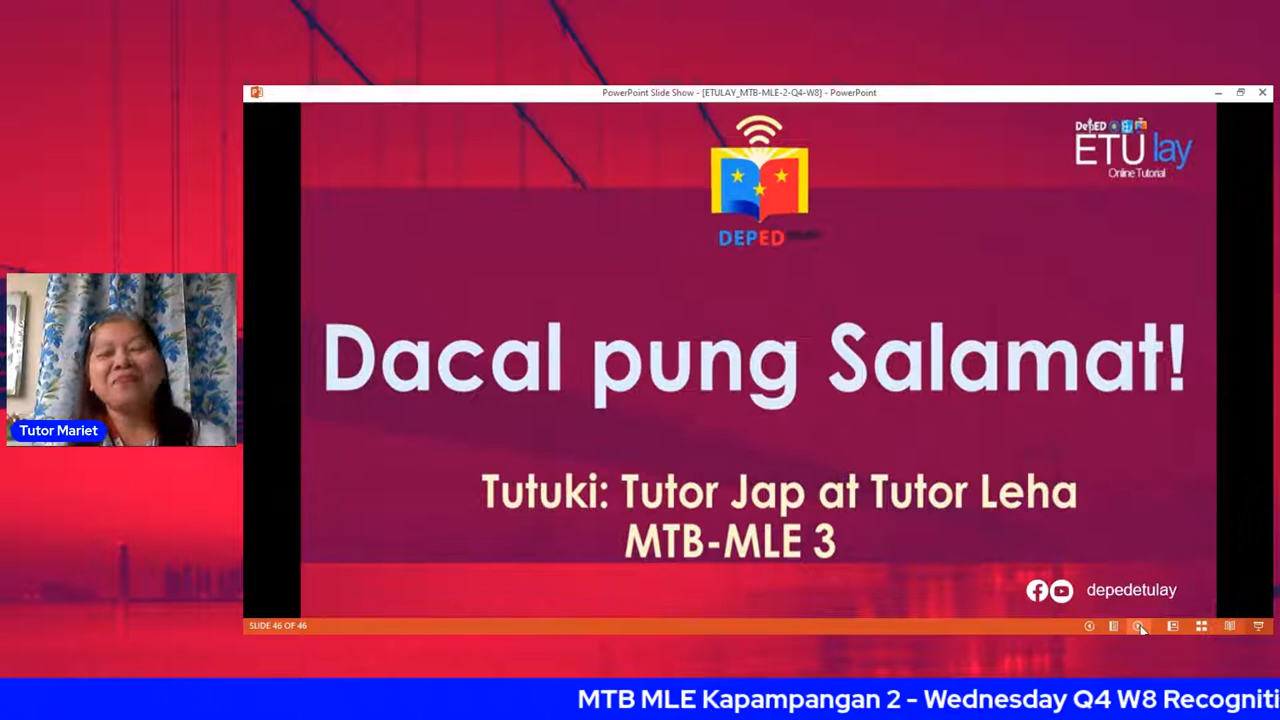 PowerPoint Slide Show - [ETULAY_MTB-MLE-2-Q4-W8] - PowerPoint
DepED
ETUlay
Online Tutorial
DEPED
Dacal pung Salamat!
Tutor Mariet
Tutuki: Tutor Jap at Tutor Leha
MTB-MLE 3
depedetulay
SLIDE 46 OF 46
MTB MLE Kapampangan 2 - Wednesday Q4 W8 Recogniti